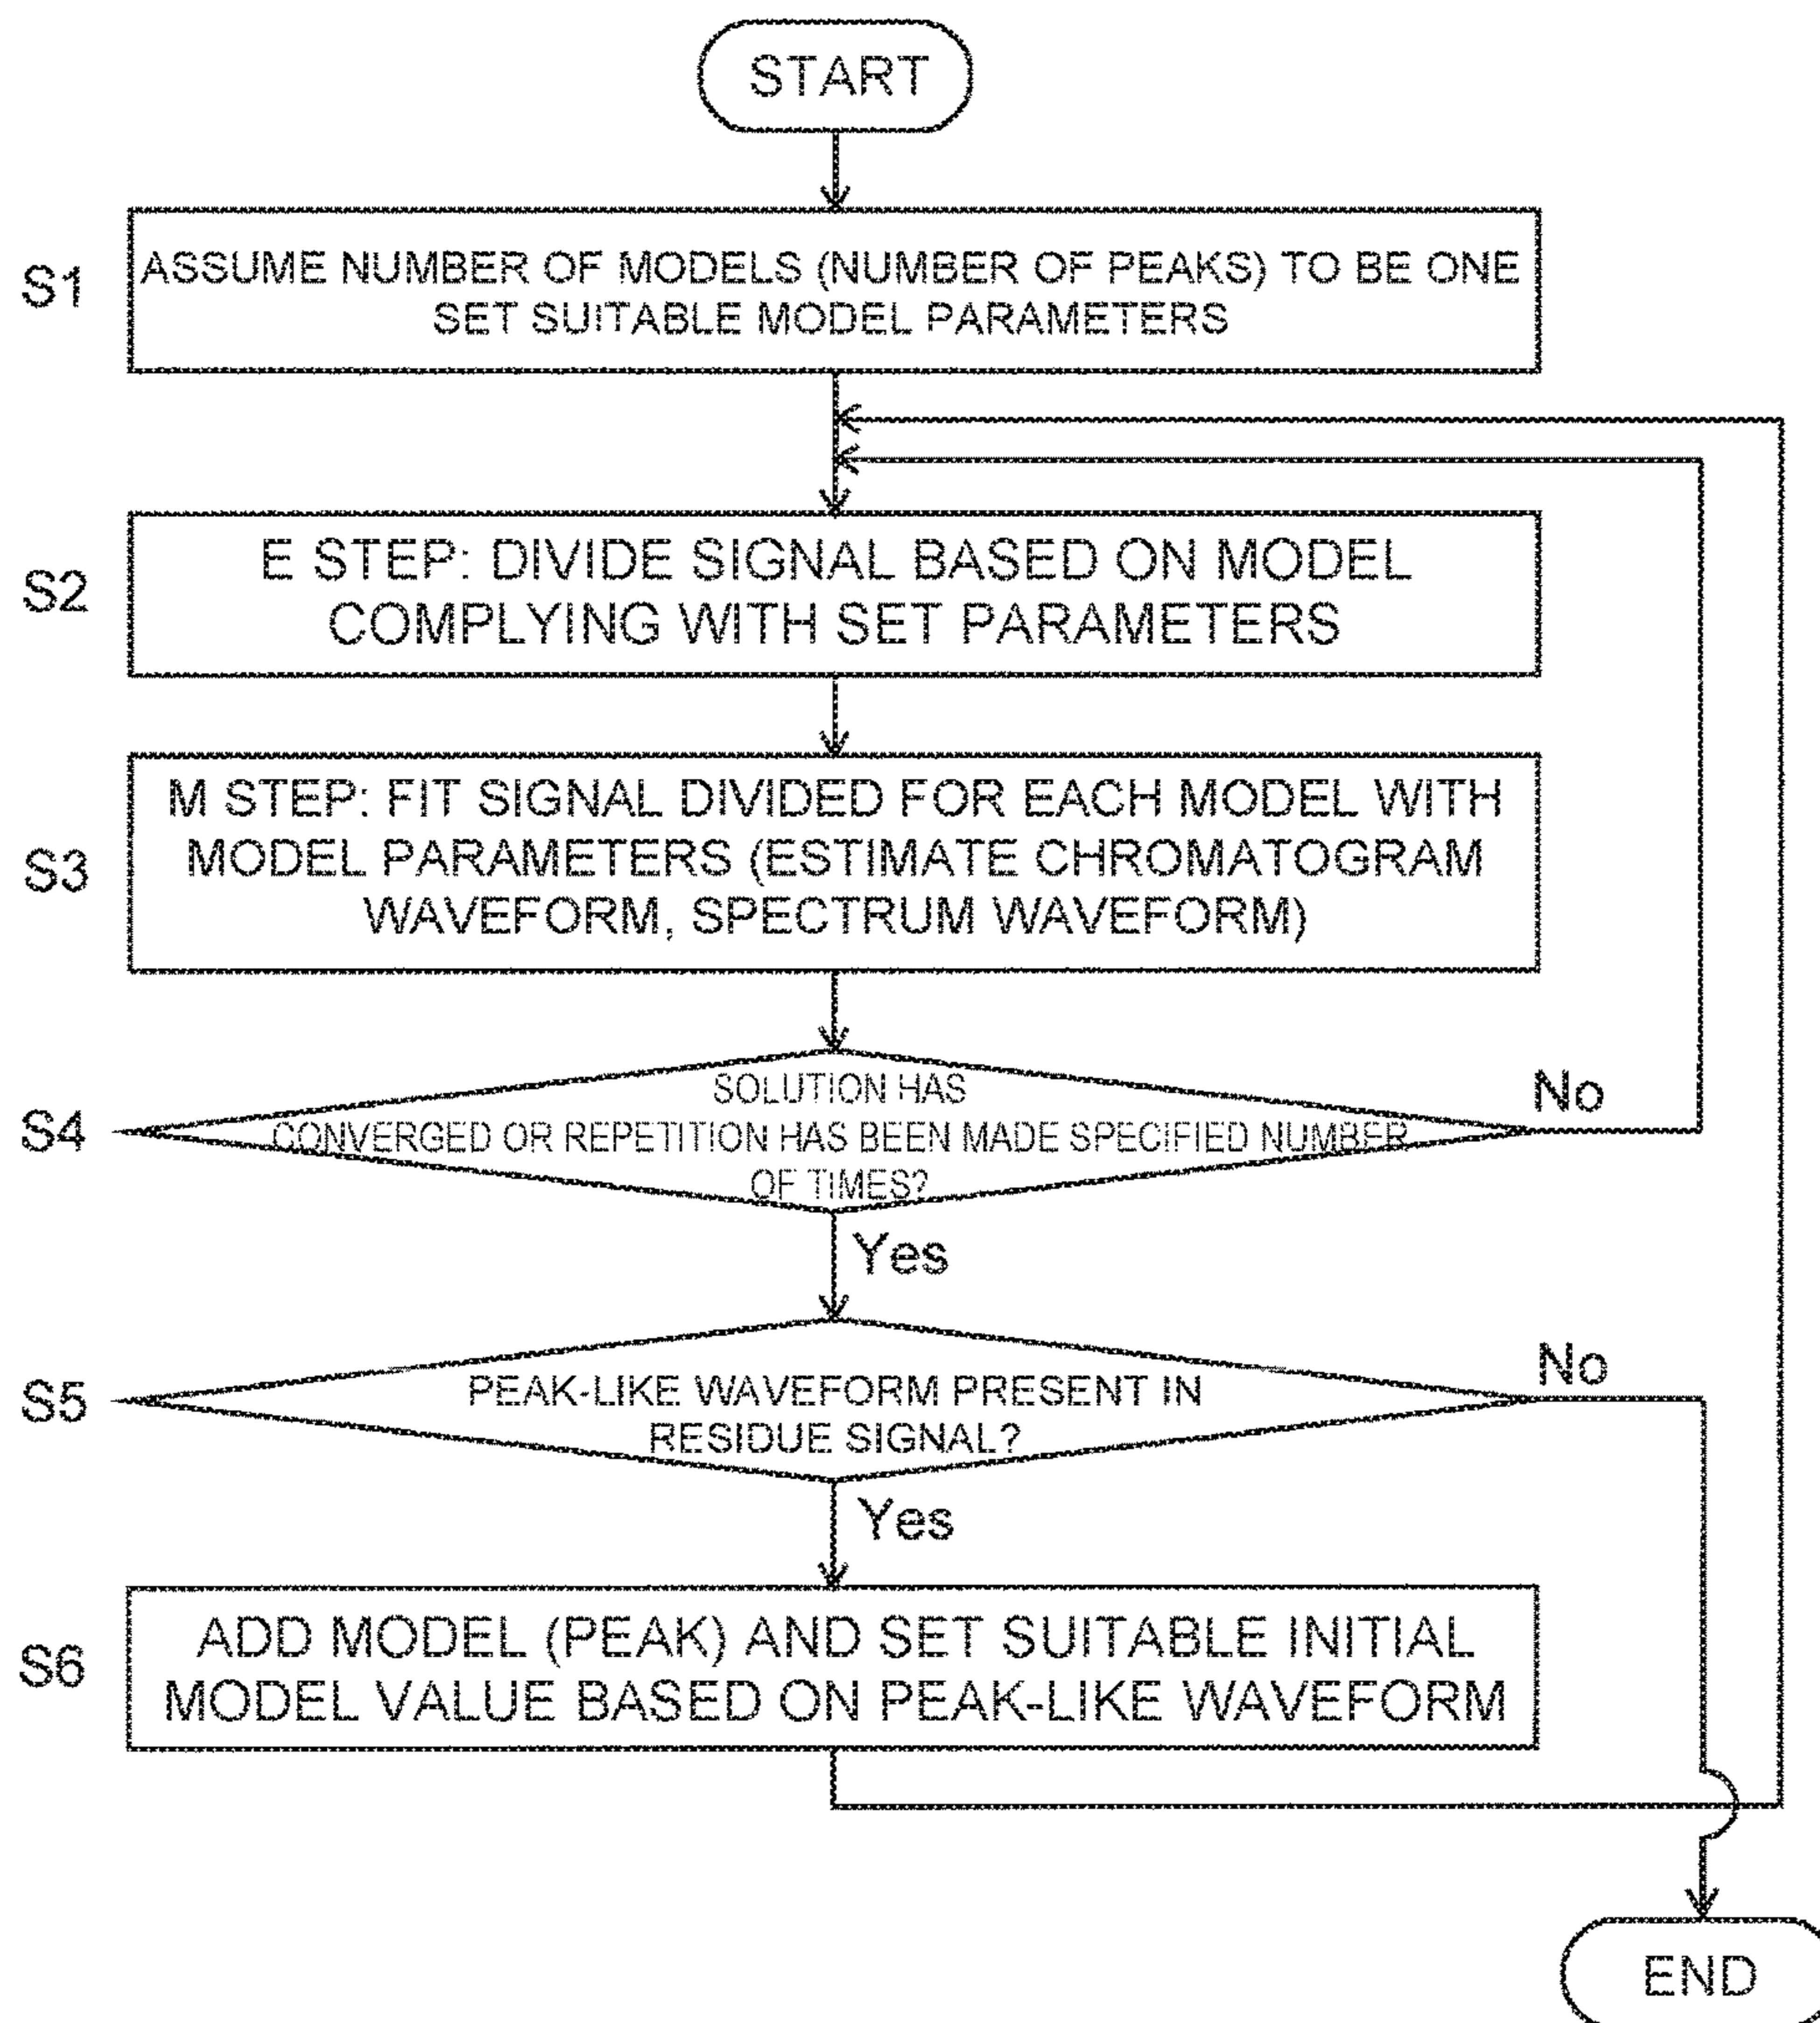 START
S1
ASSUME NUMBER OF MODELS (NUMBER OF PEAKS) TO BE ONE
SET SUITABLE MODEL PARAMETERS
S2
E STEP: DIVIDE SIGNAL BASED ON MODEL
COMPLYING WITH SET PARAMETERS
S3
M STEP: FIT SIGNAL DIVIDED FOR EACH MODEL WITH
MODEL PARAMETERS (ESTIMATE CHROMATOGRAM
WAVEFORM, SPECTRUM WAVEFORM)
S4
SOLUTION HAS
CONVERGED OR REPETITION HAS BEEN MADE SPECIFIED NUMBER
OF TIMES?
No
Yes
S5
PEAK-LIKE WAVEFORM PRESENT IN
RESIDUE SIGNAL?
No
Yes
S6
ADD MODEL (PEAK) AND SET SUITABLE INITIAL
MODEL VALUE BASED ON PEAK-LIKE WAVEFORM
END